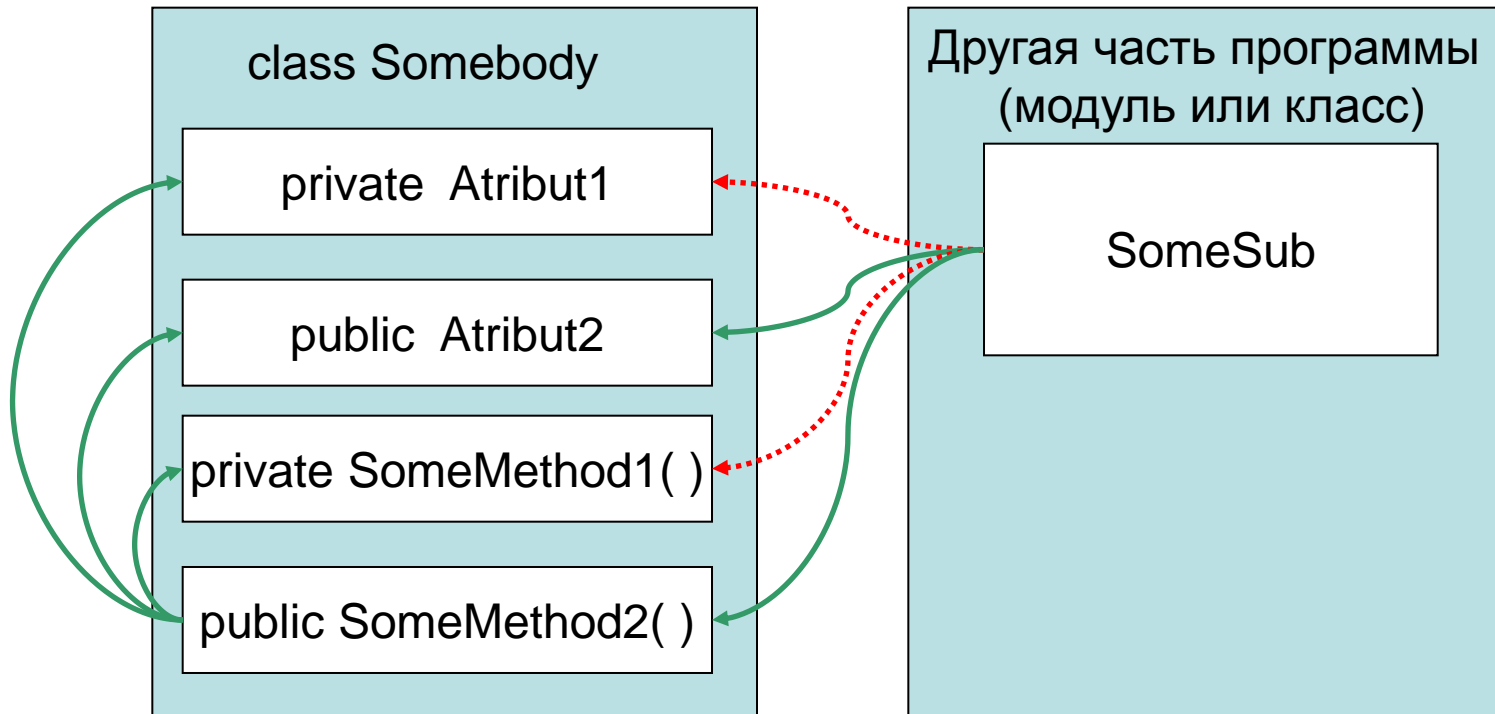 class Somebody
private Atribut1
public Atribut2
private SomeMethod1( )
public SomeMethod2( )
Другая часть программы
(модуль или класс)
SomeSub